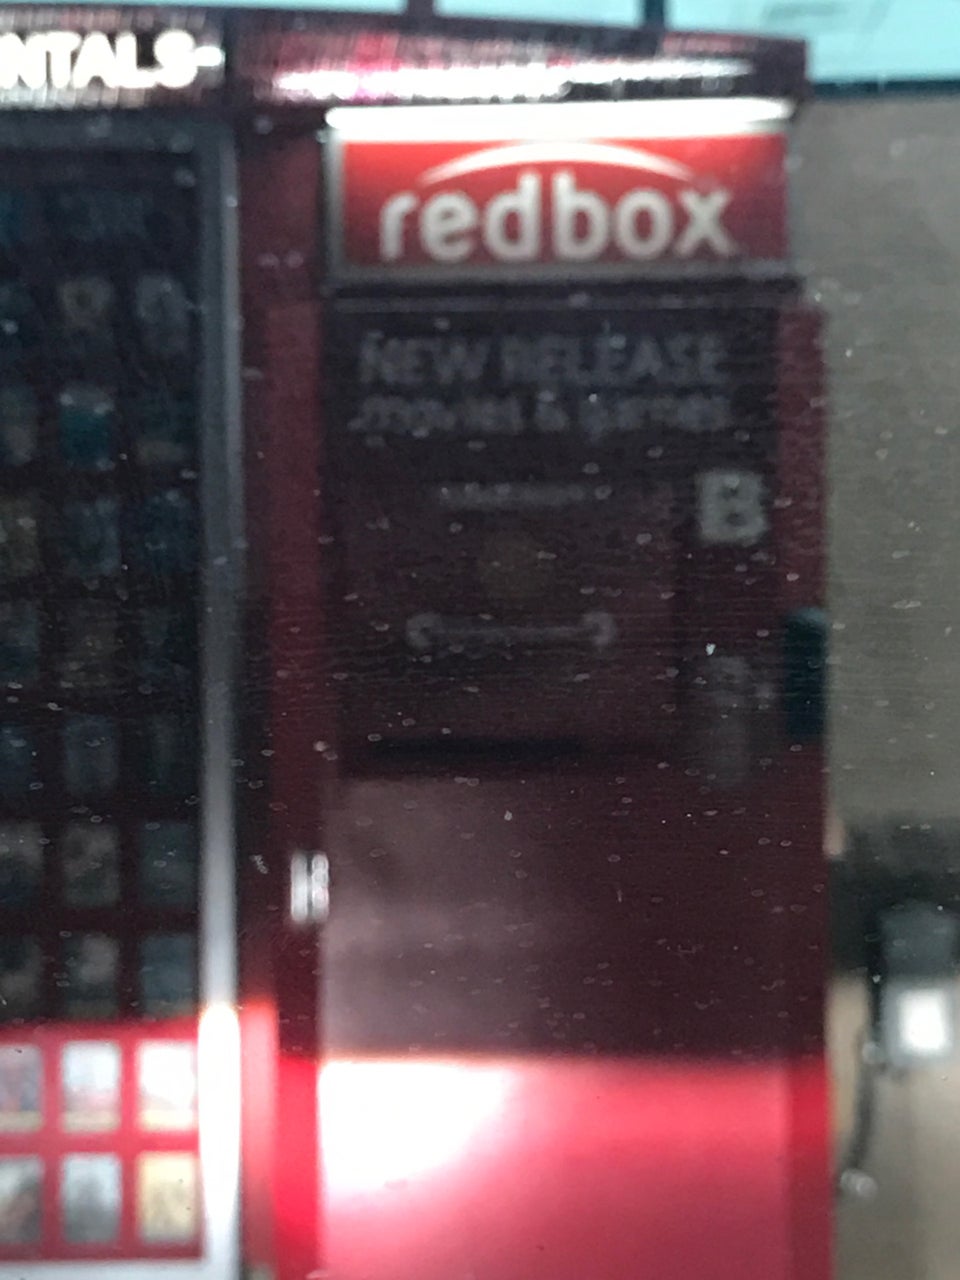 NTALS
redbox
NEW RELEASE
movies & games
B